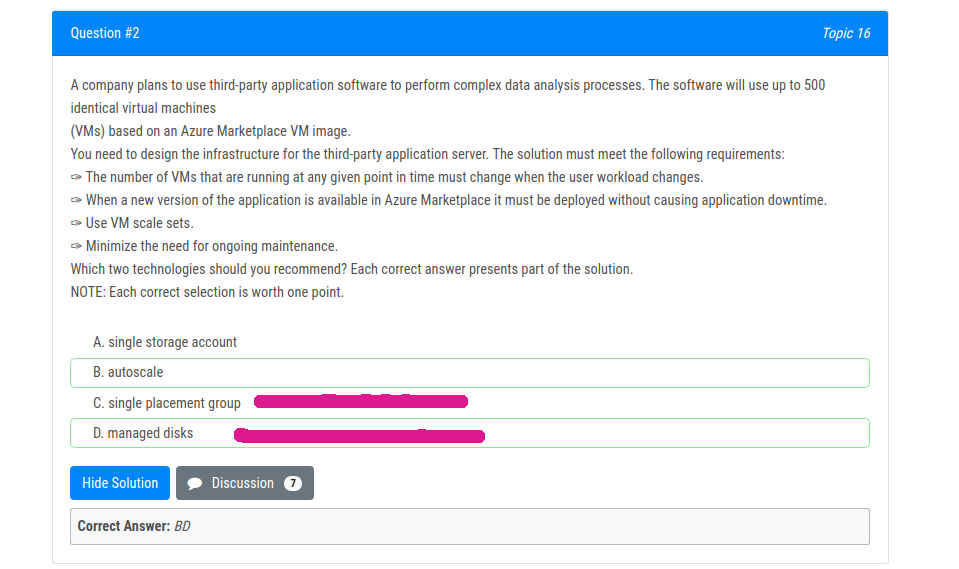 Question #2
Topic 16
A company plans to use third-party application software to perform complex data analysis processes. The software will use up to 500
identical virtual machines
(VMs) based on an Azure Marketplace VM image.
You need to design the infrastructure for the third-party application server. The solution must meet the following requirements:
✑ The number of VMs that are running at any given point in time must change when the user workload changes.
✑ When a new version of the application is available in Azure Marketplace it must be deployed without causing application downtime.
✑ Use VM scale sets.
✑ Minimize the need for ongoing maintenance.
Which two technologies should you recommend? Each correct answer presents part of the solution.
NOTE: Each correct selection is worth one point.
A. single storage account
B. autoscale
C. single placement group
D. managed disks
Hide Solution
Discussion 7
Correct Answer: BD